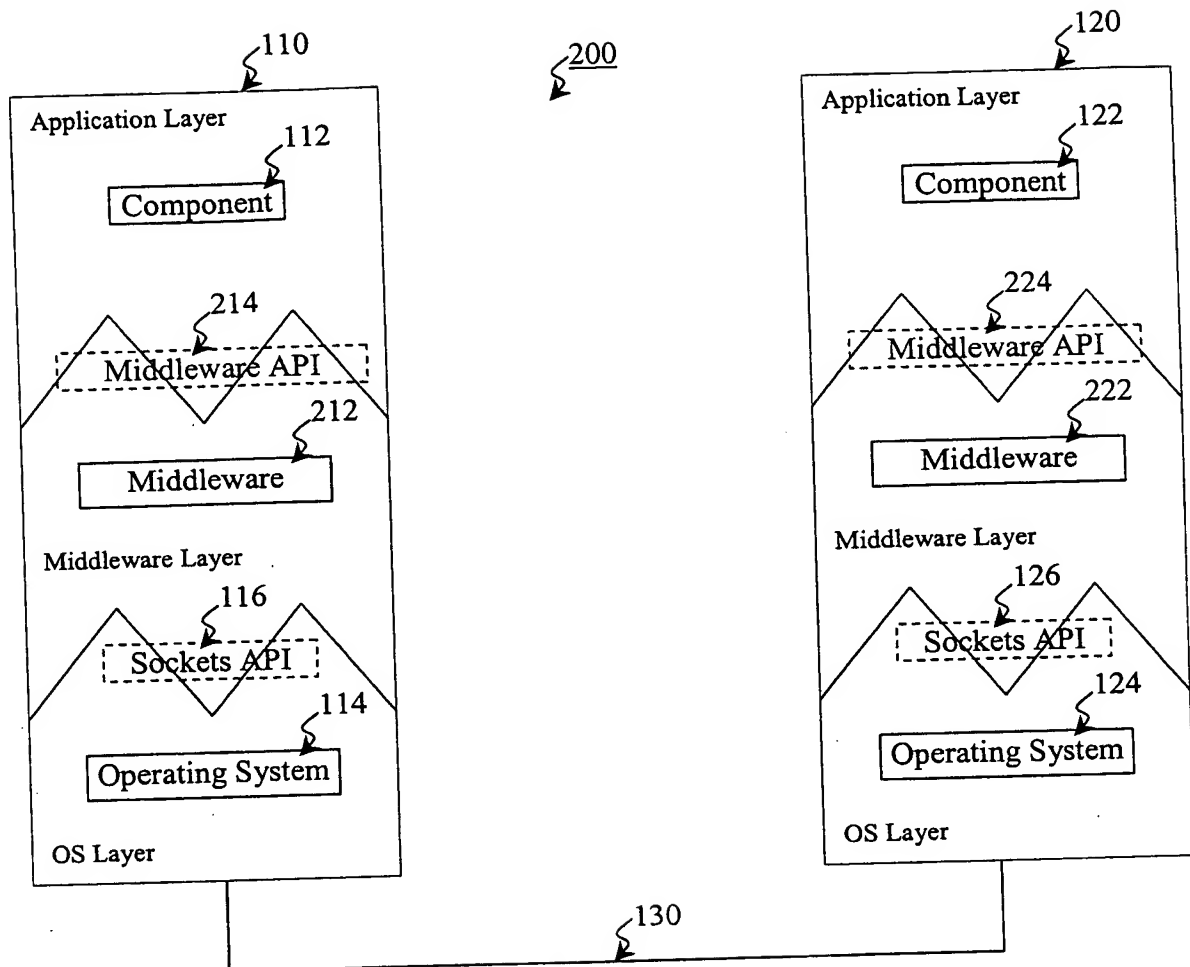 200
110
Application Layer
112
Component
214
Middleware API
212
Middleware
Middleware Layer
116
Sockets API
114
Operating System
OS Layer
120
Application Layer
122
Component
224
Middleware API
222
Middleware
Middleware Layer
126
Sockets API
124
Operating System
OS Layer
130